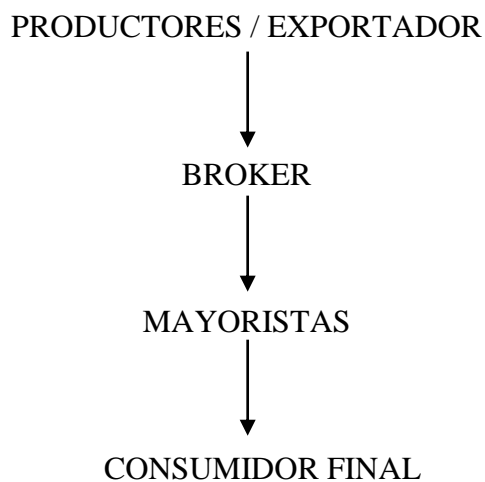 PRODUCTORES / EXPORTADOR
BROKER
MAYORISTAS
CONSUMIDOR FINAL